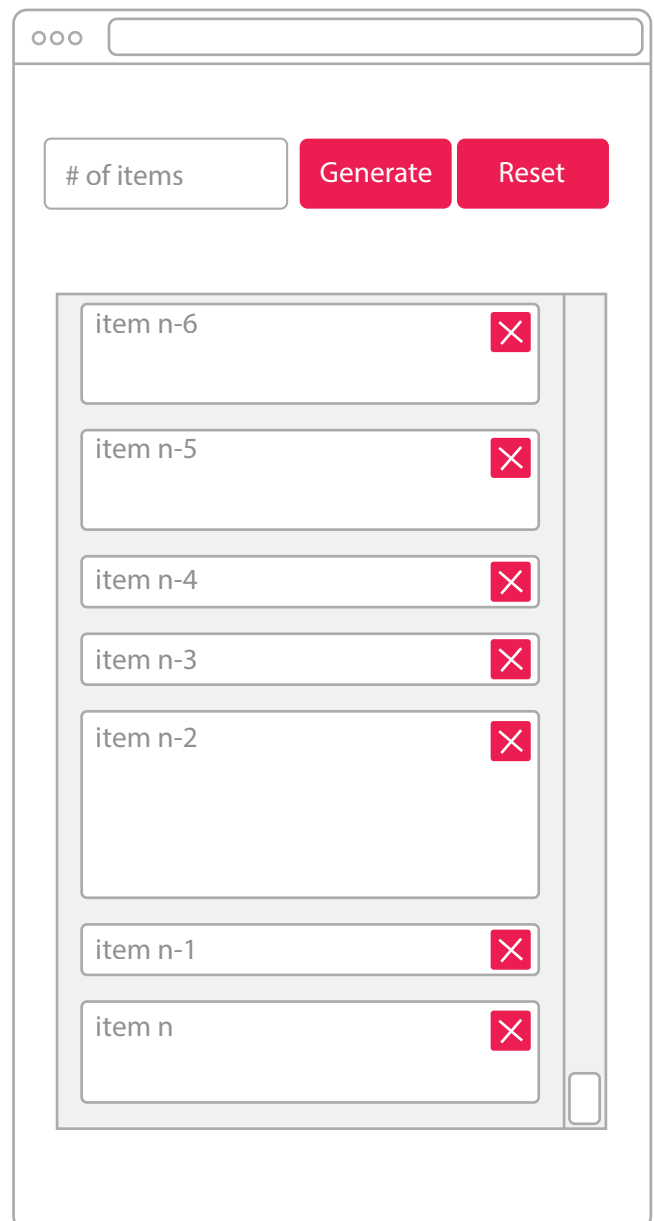 # of items
Generate
Reset
item n-6
item n-5
item n-4
item n-3
item n-2
item n-1
item n